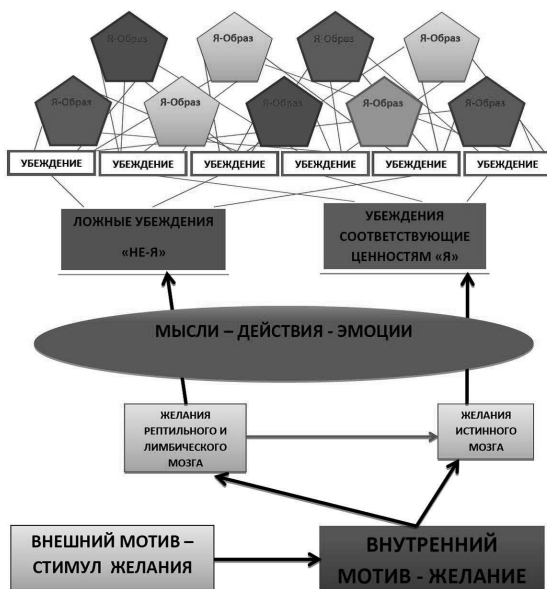 Я-Образ Я-Образ Я-Образ Я-Образ
Я-Образ Я-Образ Я-Образ Я-Образ Я-Образ
УБЕЖДЕНИЕ УБЕЖДЕНИЕ УБЕЖДЕНИЕ УБЕЖДЕНИЕ УБЕЖДЕНИЕ УБЕЖДЕНИЕ
ЛОЖНЫЕ УБЕЖДЕНИЯ
«НЕ-Я»
УБЕЖДЕНИЯ
СООТВЕТСТВУЮЩИЕ
ЦЕННОСТЯМ «Я»
МЫСЛИ – ДЕЙСТВИЯ - ЭМОЦИИ
ЖЕЛАНИЯ
РЕПТИЛЬНОГО И
ЛИМБИЧЕСКОГО
МОЗГА
ЖЕЛАНИЯ
ИСТИННОГО
МОЗГА
ВНЕШНИЙ МОТИВ –
СТИМУЛ ЖЕЛАНИЯ
ВНУТРЕННИЙ
МОТИВ - ЖЕЛАНИЕ